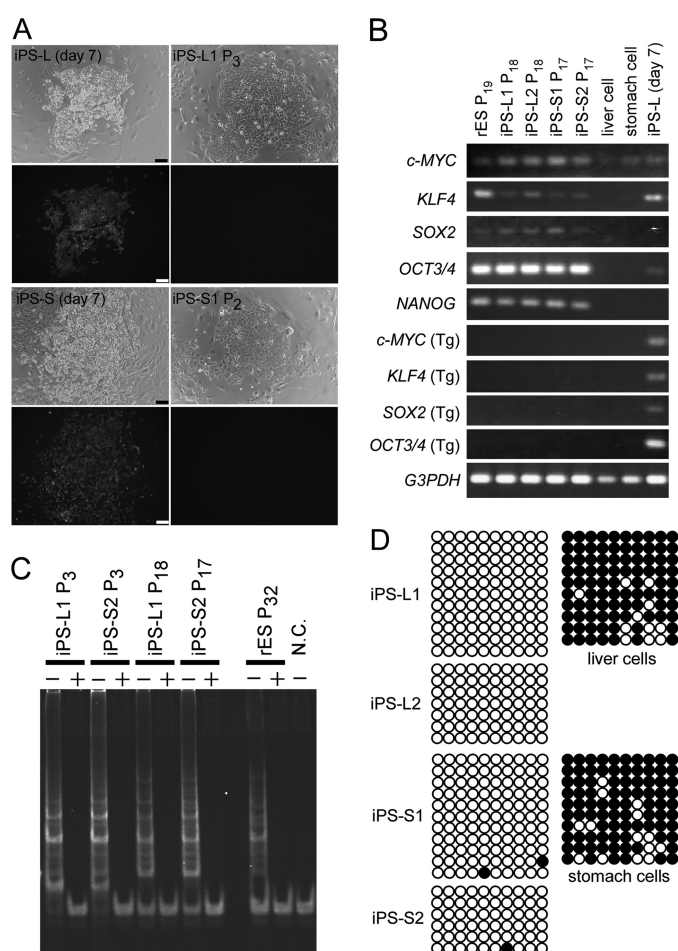 A
iPS-L (day 7)
iPS-L1 P3
iPS-S (day 7)
iPS-S1 P2
B
rES P19
iPS-L1 P18
iPS-L2 P18
iPS-S1 P17
iPS-S2 P17
liver cell
stomach cell
iPS-L (day 7)
c-MYC
KLF4
SOX2
OCT3/4
NANOG
c-MYC (Tg)
KLF4 (Tg)
SOX2 (Tg)
OCT3/4 (Tg)
G3PDH
C
iPS-L1 P3
iPS-S2 P3
iPS-L1 P18
iPS-S2 P17
rES P32
N.C.
− + − + − + − + − + −
D
iPS-L1
liver cells
iPS-L2
iPS-S1
stomach cells
iPS-S2